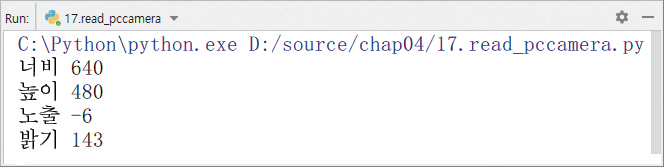 Run: 17.read_pccamera
C:\Python\python.exe D:/source/chap04/17.read_pccamera.py
너비 640
높이 480
노출 -6
밝기 143